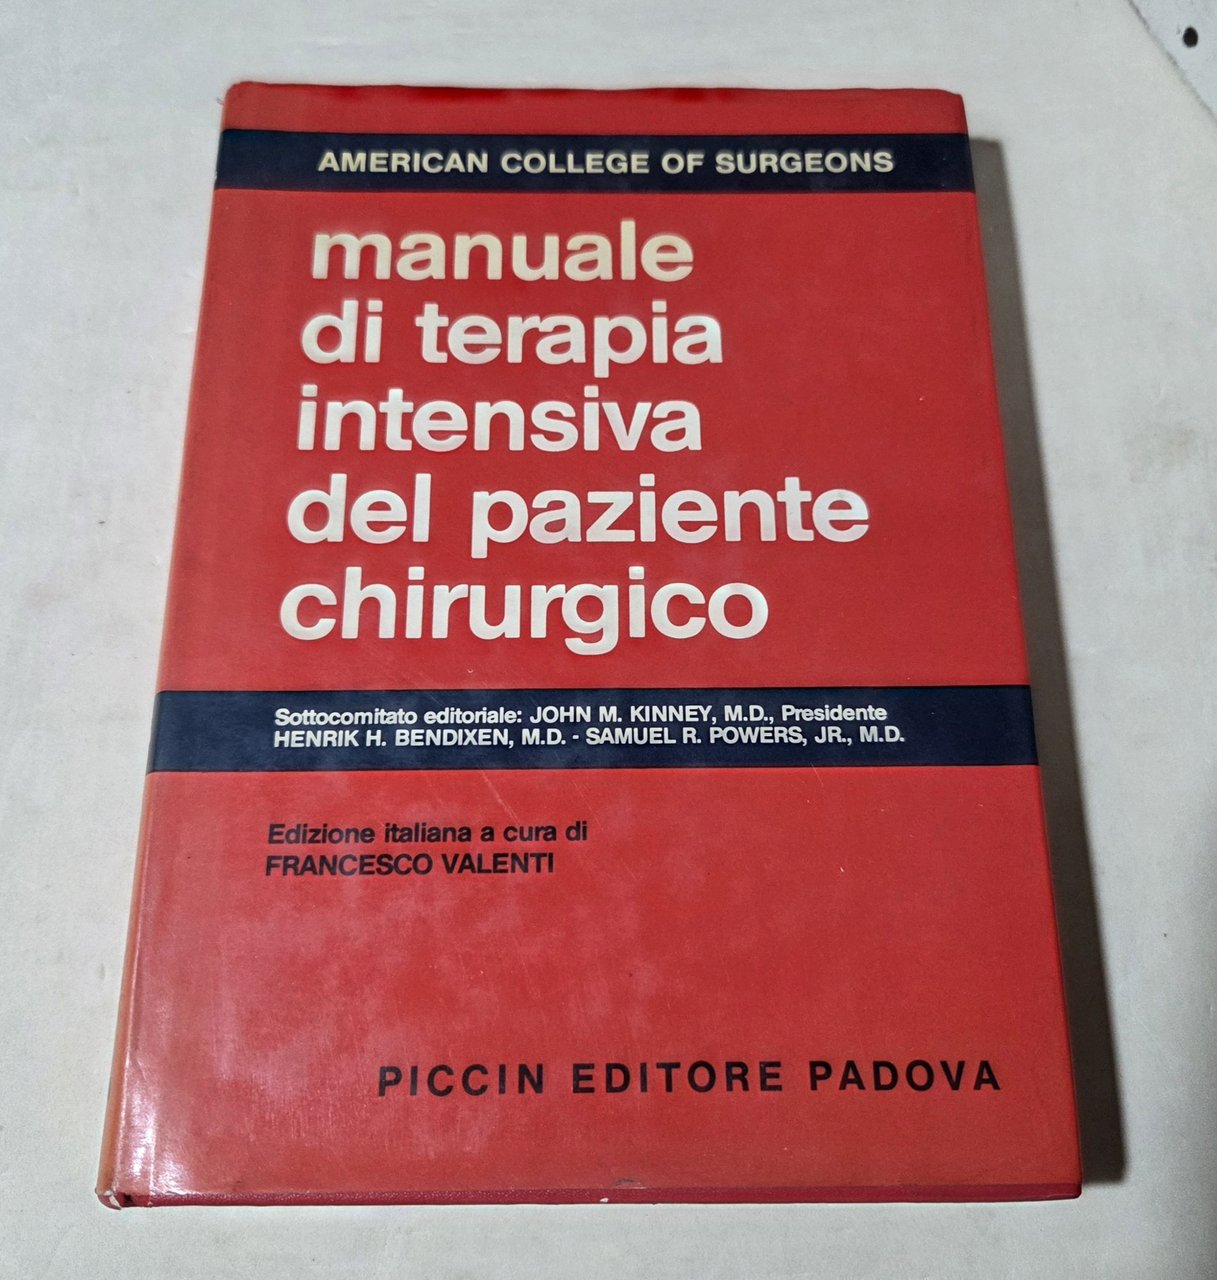 AMERICAN COLLEGE OF SURGEONS
manuale
di terapia
intensiva
del paziente
chirurgico
Sottocomitato editoriale: JOHN M. KINNEY, M.D., Presidente
HENRIK H. BENDIXEN, M.D. - SAMUEL R. POWERS, JR., M.D.
Edizione italiana a cura di
FRANCESCO VALENTI
PICCIN EDITORE PADOVA